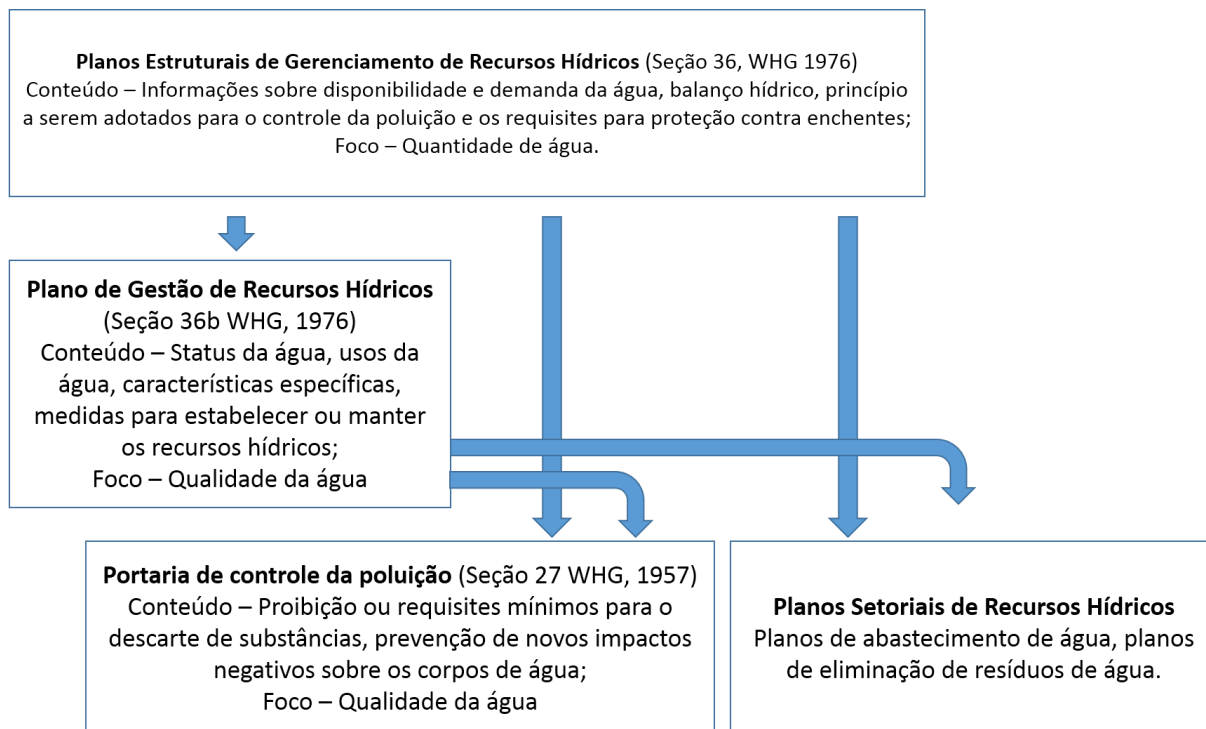 Planos Estruturais de Gerenciamento de Recursos Hídricos (Seção 36, WHG 1976)
Conteúdo – Informações sobre disponibilidade e demanda da água, balanço hídrico, princípio
a serem adotados para o controle da poluição e os requisites para proteção contra enchentes;
Foco – Quantidade de água.
Plano de Gestão de Recursos Hídricos
(Seção 36b WHG, 1976)
Conteúdo – Status da água, usos da
água, características específicas,
medidas para estabelecer ou manter
os recursos hídricos;
Foco – Qualidade da água
Portaria de controle da poluição (Seção 27 WHG, 1957)
Conteúdo – Proibição ou requisites mínimos para o
descarte de substâncias, prevenção de novos impactos
negativos sobre os corpos de água;
Foco – Qualidade da água
Planos Setoriais de Recursos Hídricos
Planos de abastecimento de água, planos
de eliminação de resíduos de água.